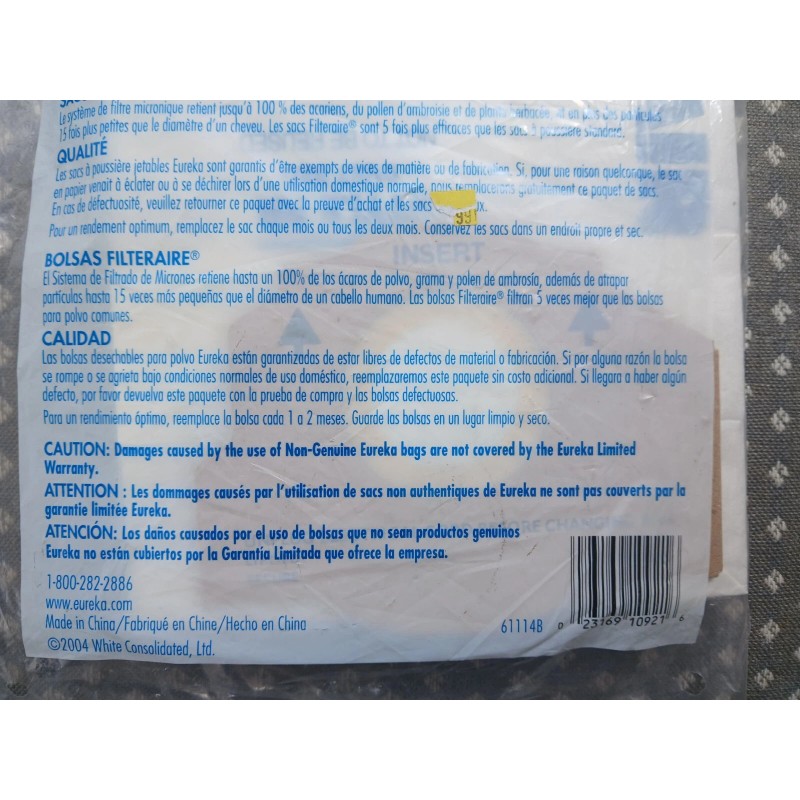 Le système de filtre micronique retient jusqu'à 100 % des acariens, du pollen d'ambroisie et de plante herbacée, et en plus des particules
15 fois plus petites que le diamètre d'un cheveu. Les sacs Filteraire® sont 5 fois plus efficaces que les sacs à poussière standard.
QUALITÉ
Les sacs à poussière jetables Eureka sont garantis d'être exempts de vices de matière ou de fabrication. Si, pour une raison quelconque, le sac
en papier venait à éclater ou à se déchirer lors d'une utilisation domestique normale, nous remplacerons gratuitement ce paquet de sacs.
En cas de défectuosité, veuillez retourner ce paquet avec la preuve d'achat et les sacs
99
Pour un rendement optimum, remplacez le sac chaque mois ou tous les deux mois. Conservez les sacs dans un endroit propre et sec.
INSERT
BOLSAS FILTERAIRE®
El Sistema de Filtrado de Micrones retiene hasta un 100% de los ácaros de polvo, grama y polen de ambrosía, además de atrapar
partículas hasta 15 veces más pequeñas que el diámetro de un cabello humano. Las bolsas Filteraire® filtran 5 veces mejor que las bolsas
para polvo comunes.
CALIDAD
Las bolsas desechables para polvo Eureka están garantizadas de estar libres de defectos de material o fabricación. Si por alguna razón la bolsa
se rompe o se agrieta bajo condiciones normales de uso doméstico, reemplazaremos este paquete sin costo adicional. Si llegara a haber algún
defecto, por favor devuelva este paquete con la prueba de compra y las bolsas defectuosas.
Para un rendimiento óptimo, reemplace la bolsa cada 1 a 2 meses. Guarde las bolsas en un lugar limpio y seco.
CAUTION: Damages caused by the use of Non-Genuine Eureka bags are not covered by the Eureka Limited
Warranty.
ATTENTION : Les dommages causés par l'utilisation de sacs non authentiques de Eureka ne sont pas couverts par la
garantie limitée Eureka.
ATENCIÓN: Los daños causados por el uso de bolsas que no sean productos genuinos
Eureka no están cubiertos por la Garantía Limitada que ofrece la empresa.
1-800-282-2886
www.eureka.com
Made in China/Fabriqué en Chine/Hecho en China
©2004 White Consolidated, Ltd.
61114B
0 23169 10921 6